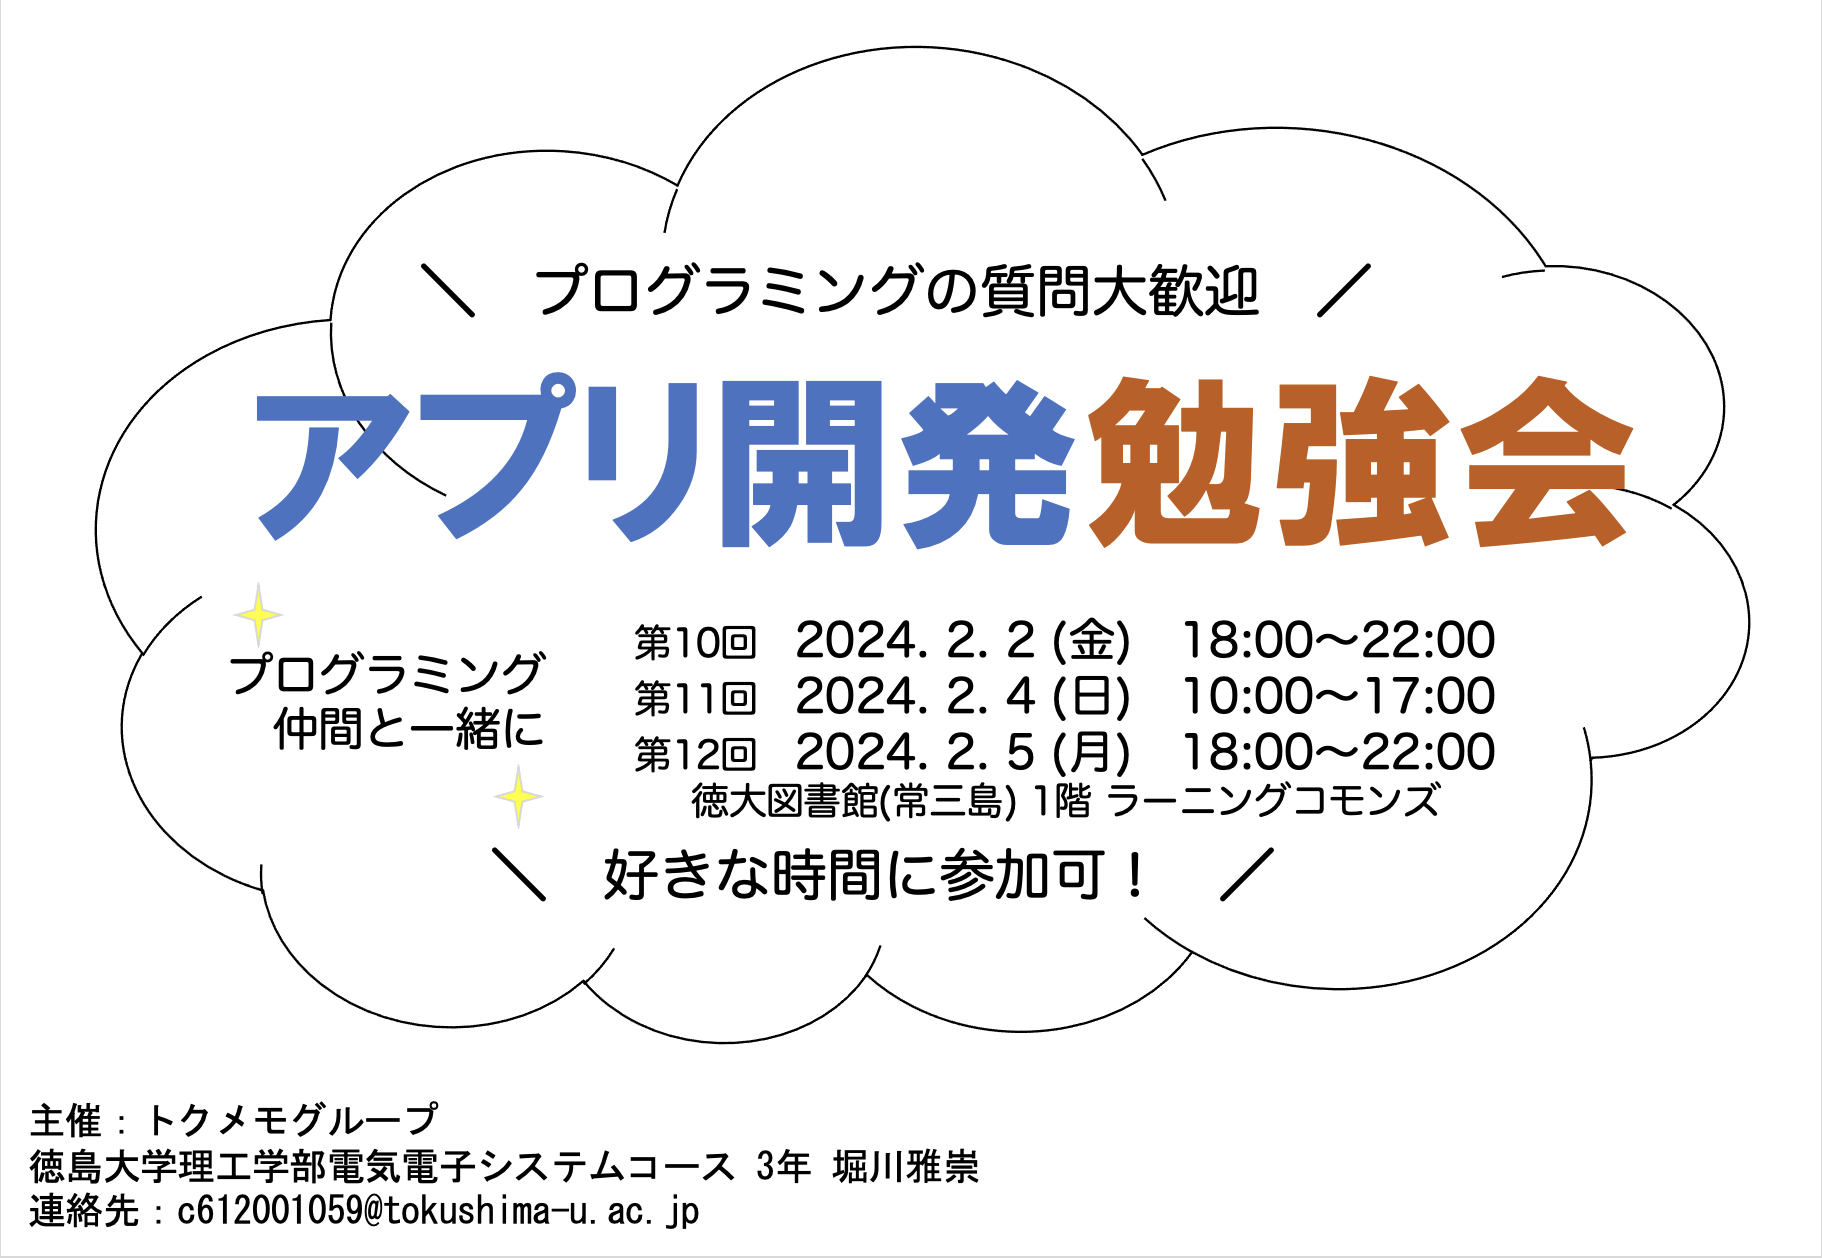 ＼　プログラミングの質問大歓迎　／
アプリ開発勉強会
プログラミング
仲間と一緒に
第10回　2024. 2. 2 (金)　18:00～22:00
第11回　2024. 2. 4 (日)　10:00～17:00
第12回　2024. 2. 5 (月)　18:00～22:00
徳大図書館(常三島) 1階 ラーニングコモンズ
＼　好きな時間に参加可！　／
主催：トクメモグループ
徳島大学理工学部電気電子システムコース 3年 堀川雅崇
連絡先：c612001059@tokushima-u.ac.jp